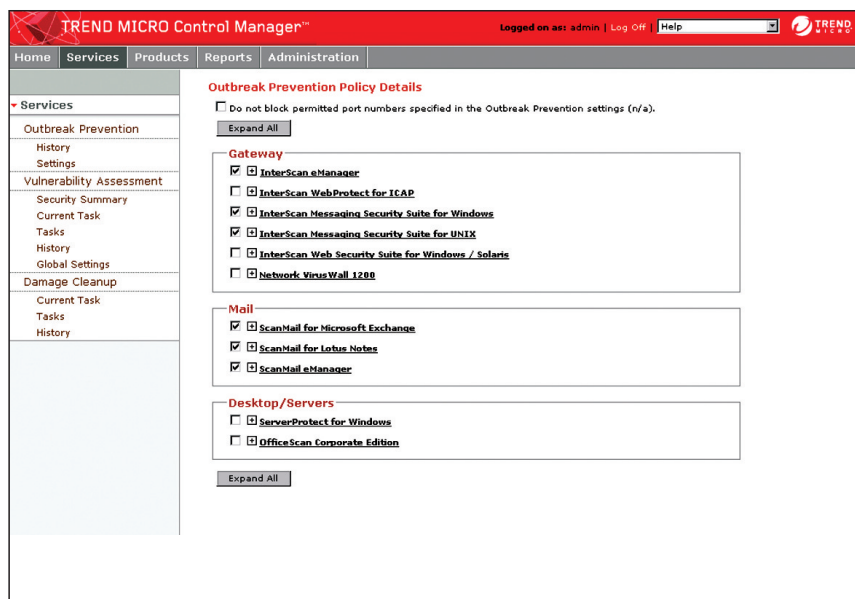 TREND MICRO Control Manager™
Logged on as: admin | Log Off | Help
TREND MICRO
Home Services Products Reports Administration
Services
Outbreak Prevention
History
Settings
Vulnerability Assessment
Security Summary
Current Task
Tasks
History
Global Settings
Damage Cleanup
Current Task
Tasks
History
Outbreak Prevention Policy Details
Do not block permitted port numbers specified in the Outbreak Prevention settings (n/a).
Expand All
Gateway
InterScan eManager
InterScan WebProtect for ICAP
InterScan Messaging Security Suite for Windows
InterScan Messaging Security Suite for UNIX
InterScan Web Security Suite for Windows / Solaris
Network VirusWall 1200
Mail
ScanMail for Microsoft Exchange
ScanMail for Lotus Notes
ScanMail eManager
Desktop/Servers
ServerProtect for Windows
OfficeScan Corporate Edition
Expand All